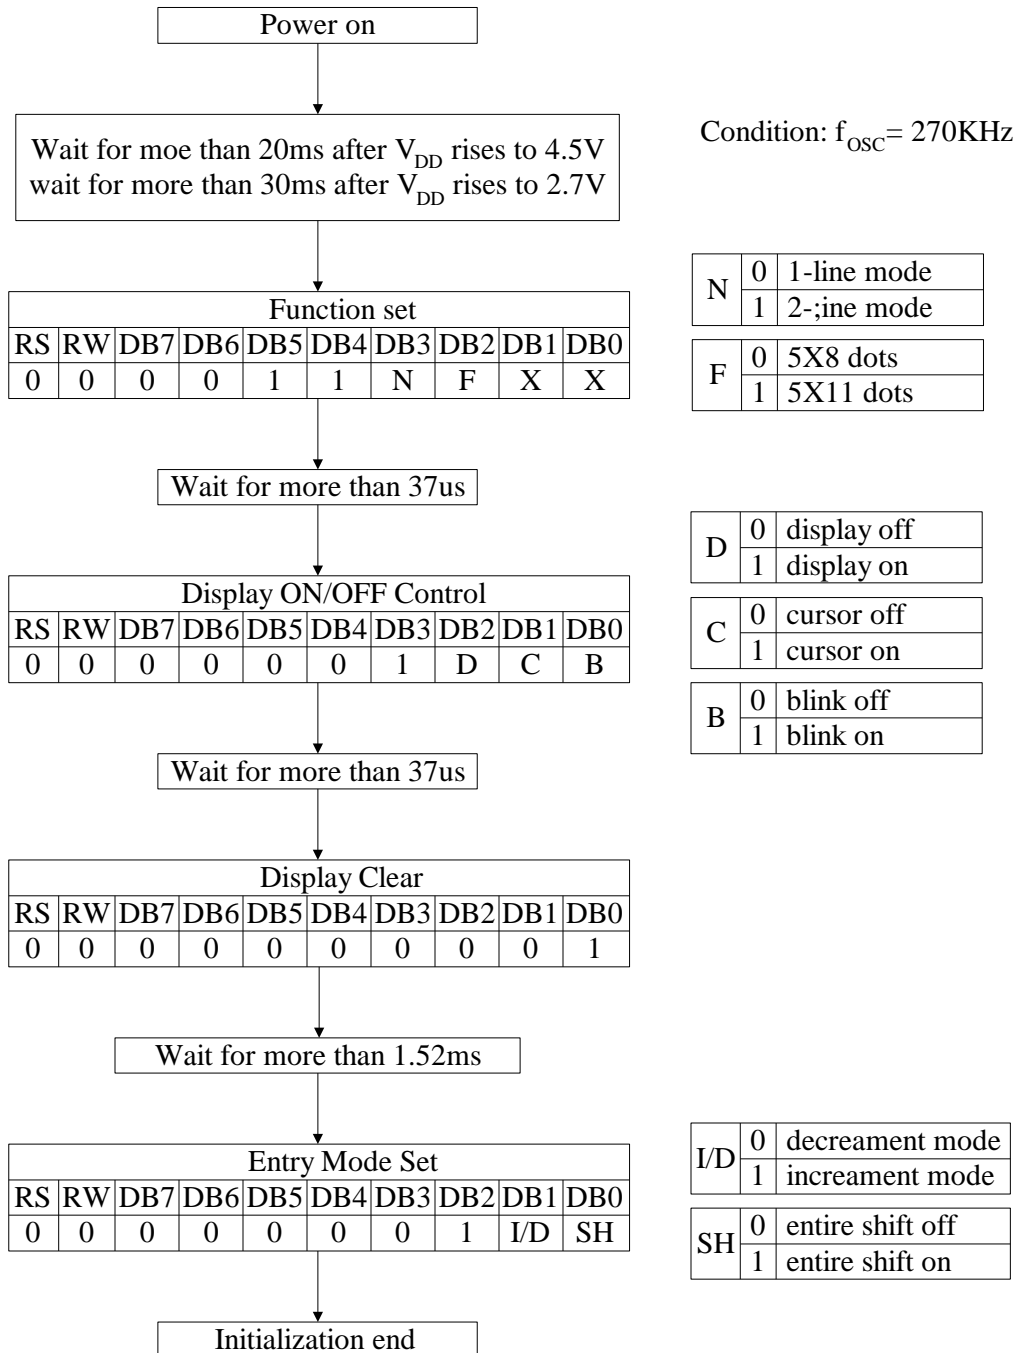 Power on
Wait for moe than 20ms after VDD rises to 4.5V
wait for more than 30ms after VDD rises to 2.7V
Condition: fOSC= 270KHz
Function set
RS RW DB7 DB6 DB5 DB4 DB3 DB2 DB1 DB0
0 0 0 0 1 1 N F X X
N 0 1-line mode
1 2-;ine mode
F 0 5X8 dots
1 5X11 dots
Wait for more than 37us
Display ON/OFF Control
RS RW DB7 DB6 DB5 DB4 DB3 DB2 DB1 DB0
0 0 0 0 0 0 1 D C B
D 0 display off
1 display on
C 0 cursor off
1 cursor on
B 0 blink off
1 blink on
Wait for more than 37us
Display Clear
RS RW DB7 DB6 DB5 DB4 DB3 DB2 DB1 DB0
0 0 0 0 0 0 0 0 0 1
Wait for more than 1.52ms
Entry Mode Set
RS RW DB7 DB6 DB5 DB4 DB3 DB2 DB1 DB0
0 0 0 0 0 0 0 1 I/D SH
I/D 0 decreament mode
1 increament mode
SH 0 entire shift off
1 entire shift on
Initialization end